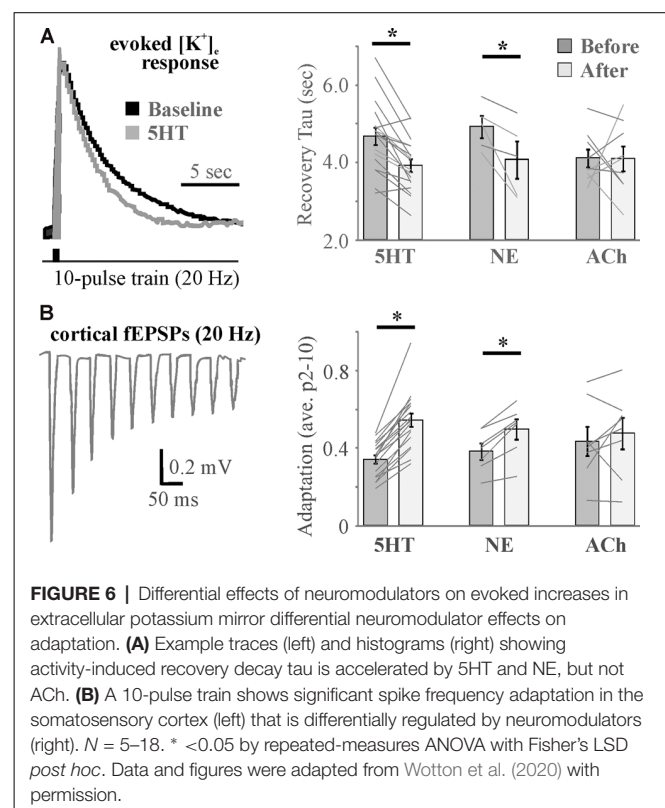 A
evoked [K+]e
response
Baseline
5HT
5 sec
10-pulse train (20 Hz)
Recovery Tau (sec)
6.0
4.0
2.0
*
*
Before
After
5HT NE ACh
B
cortical fEPSPs (20 Hz)
0.2 mV
50 ms
Adaptation (ave. p2-10)
0.8
0.4
0
*
*
5HT NE ACh
FIGURE 6 | Differential effects of neuromodulators on evoked increases in
extracellular potassium mirror differential neuromodulator effects on
adaptation. (A) Example traces (left) and histograms (right) showing
activity-induced recovery decay tau is accelerated by 5HT and NE, but not
ACh. (B) A 10-pulse train shows significant spike frequency adaptation in the
somatosensory cortex (left) that is differentially regulated by neuromodulators
(right). N = 5–18. * <0.05 by repeated-measures ANOVA with Fisher's LSD
post hoc. Data and figures were adapted from Wotton et al. (2020) with
permission.